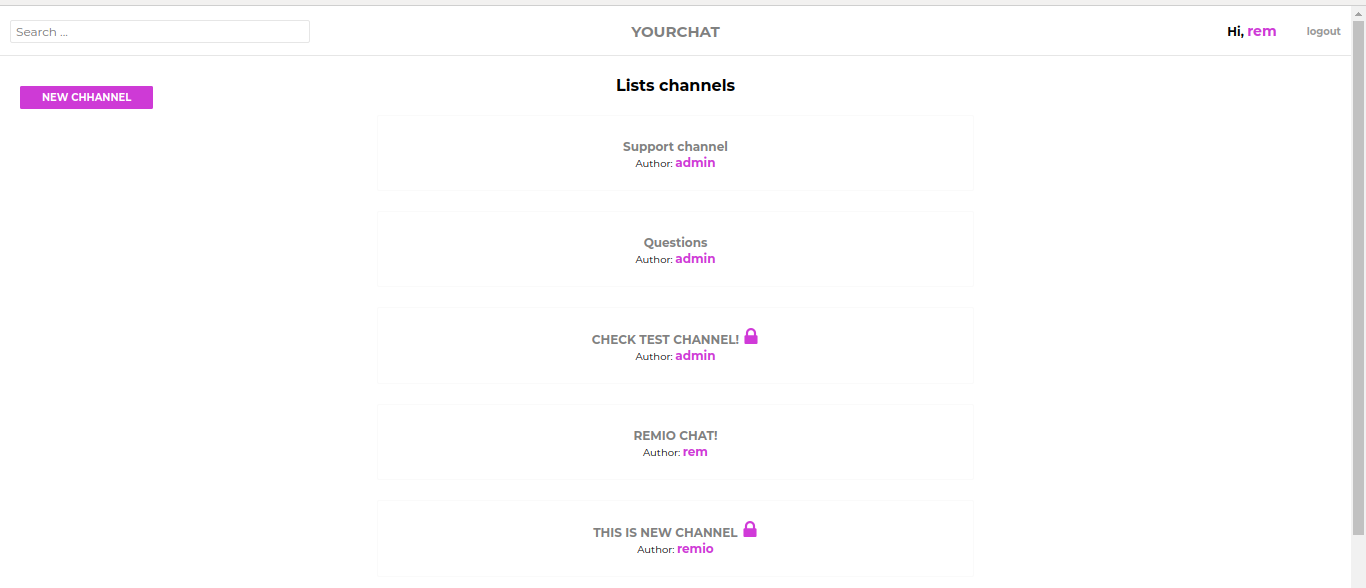 Search ...
YOURCHAT
Hi, rem
logout
NEW CHHANNEL
Lists channels
Support channel
Author: admin
Questions
Author: admin
CHECK TEST CHANNEL!
Author: admin
REMIO CHAT!
Author: rem
THIS IS NEW CHANNEL
Author: remio